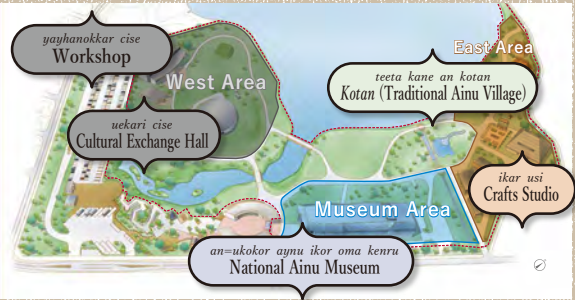 yayhanokkar cise
Workshop
West Area
East Area
teeta kane an kotan
Kotan (Traditional Ainu Village)
uekari cise
Cultural Exchange Hall
ikar usi
Crafts Studio
Museum Area
an=ukokor aynu ikor oma kenru
National Ainu Museum